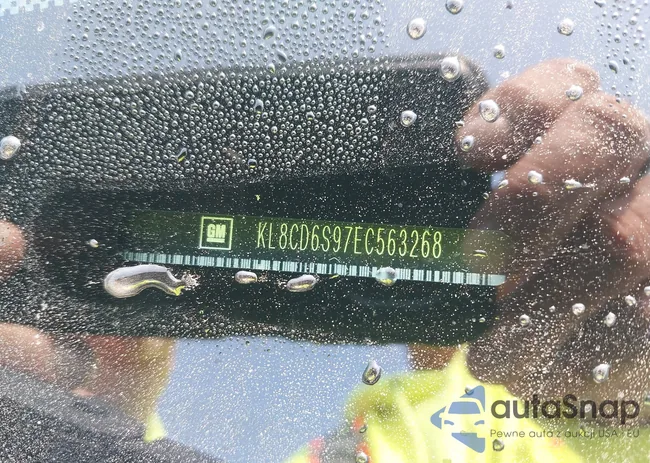 GM KL8CD6S97EC563268
autaSnap
Pewne auta z aukcji USA i EU